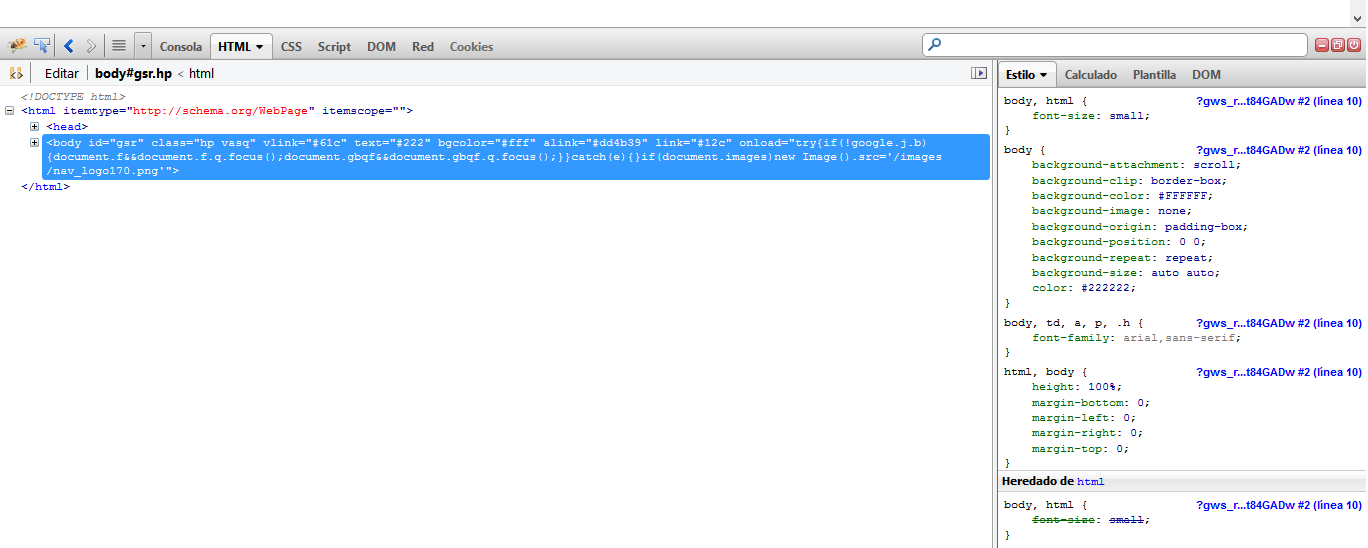 Consola HTML CSS Script DOM Red Cookies
Editar body#gsr.hp < html
<!DOCTYPE html>
<html itemtype="http://schema.org/WebPage" itemscope="">
<head>
<body id="gsr" class="hp vasq" vlink="#61c" text="#222" bgcolor="#fff" alink="#dd4b39" link="#12c" onload="try{if(!google.j.b)
{document.f&&document.f.q.focus();document.gbqf&&document.gbqf.q.focus();}}catch(e){}if(document.images)new Image().src='/images
/nav_logo170.png'">
</html>
Estilo Calculado Plantilla DOM
body, html { ?gws_r...t84GADw #2 (línea 10)
font-size: small;
}
body { ?gws_r...t84GADw #2 (línea 10)
background-attachment: scroll;
background-clip: border-box;
background-color: #FFFFFF;
background-image: none;
background-origin: padding-box;
background-position: 0 0;
background-repeat: repeat;
background-size: auto auto;
color: #222222;
}
body, td, a, p, .h { ?gws_r...t84GADw #2 (línea 10)
font-family: arial,sans-serif;
}
html, body { ?gws_r...t84GADw #2 (línea 10)
height: 100%;
margin-bottom: 0;
margin-left: 0;
margin-right: 0;
margin-top: 0;
}
Heredado de html
body, html { ?gws_r...t84GADw #2 (línea 10)
font-size: small;
}